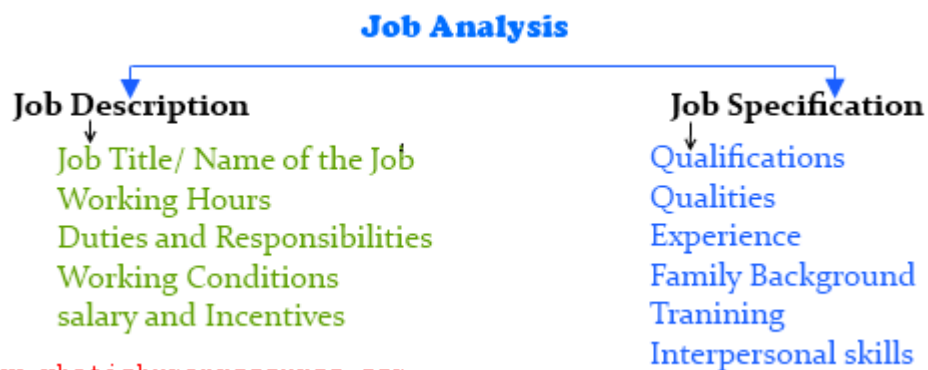 Job Analysis
Job Description
Job Title/ Name of the Job
Working Hours
Duties and Responsibilities
Working Conditions
salary and Incentives
Job Specification
Qualifications
Qualities
Experience
Family Background
Tranining
Interpersonal skills